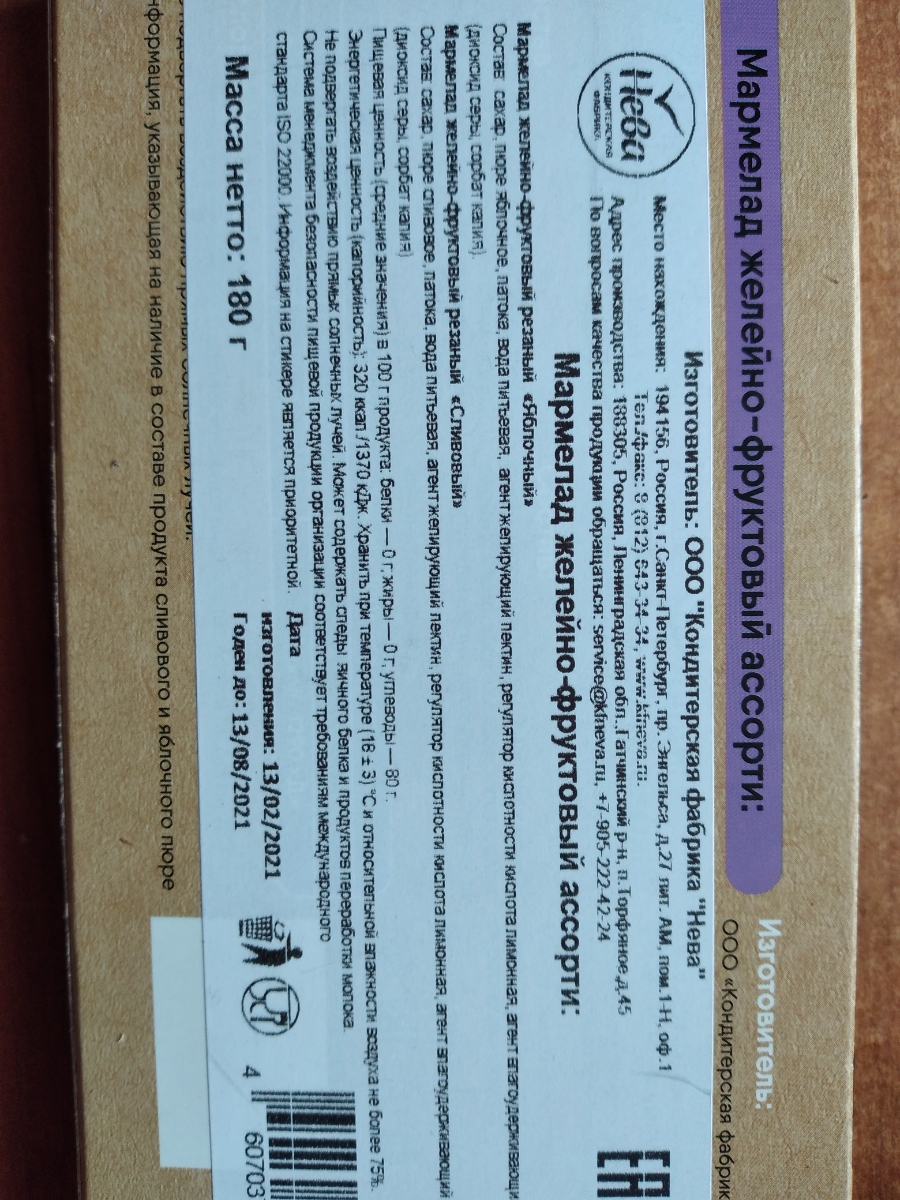 Мармелад желейно-фруктовый ассорти:
Изготовитель:
ООО «Кондитерская фабрик
Изготовитель: ООО "Кондитерская фабрика "Нева"
Место нахождения: 194156, Россия, г.Санкт-Петербург, пр. Энгельса, д.27 лит. АМ, пом.1-Н, оф.1
Тел./факс: 8 (812) 643-34-34, www.kfneva.ru.
Адрес производства: 188305, Россия, Ленинградская обл.,Гатчинский р-н, п.Торфяное д.45
По вопросам качества продукции обращаться: service@kfneva.ru, +7-905-222-42-24
Нева
КОНДИТЕРСКАЯ
ФАБРИКА
Мармелад желейно-фруктовый ассорти:
Мармелад желейно-фруктовый резаный «Яблочный»
Состав: сахар, пюре яблочное, патока, вода питьевая, агент желирующий пектин, регулятор кислотности кислота лимонная, агент влагоудерживающи
(диоксид серы, сорбат калия).
Мармелад желейно-фруктовый резаный «Сливовый»
Состав: сахар, пюре сливовое, патока, вода питьевая, агент желирующий пектин, регулятор кислотности кислота лимонная, агент влагоудерживающий
(диоксид серы, сорбат калия)
Пищевая ценность (средние значения) в 100 г продукта: белки — 0 г; жиры — 0 г; углеводы — 80 г.
Энергетическая ценность (калорийность): 320 ккал /1370 кДж. Хранить при температуре (18 ± 3) °С и относительной влажности воздуха не более 75%.
Не подвергать воздействию прямых солнечных лучей. Может содержать следы яичного белка и продуктов переработки молока
Система менеджмента безопасности пищевой продукции организации соответствует требованиям международного
стандарта ISO 22000. Информация на стикере является приоритетной.
Дата
изготовления: 13/02/2021
Годен до: 13/08/2021
Масса нетто: 180 г
4 60703
EAC
солнечных лучей.
нформация, указывающая на наличие в составе продукта сливового и яблочного пюре